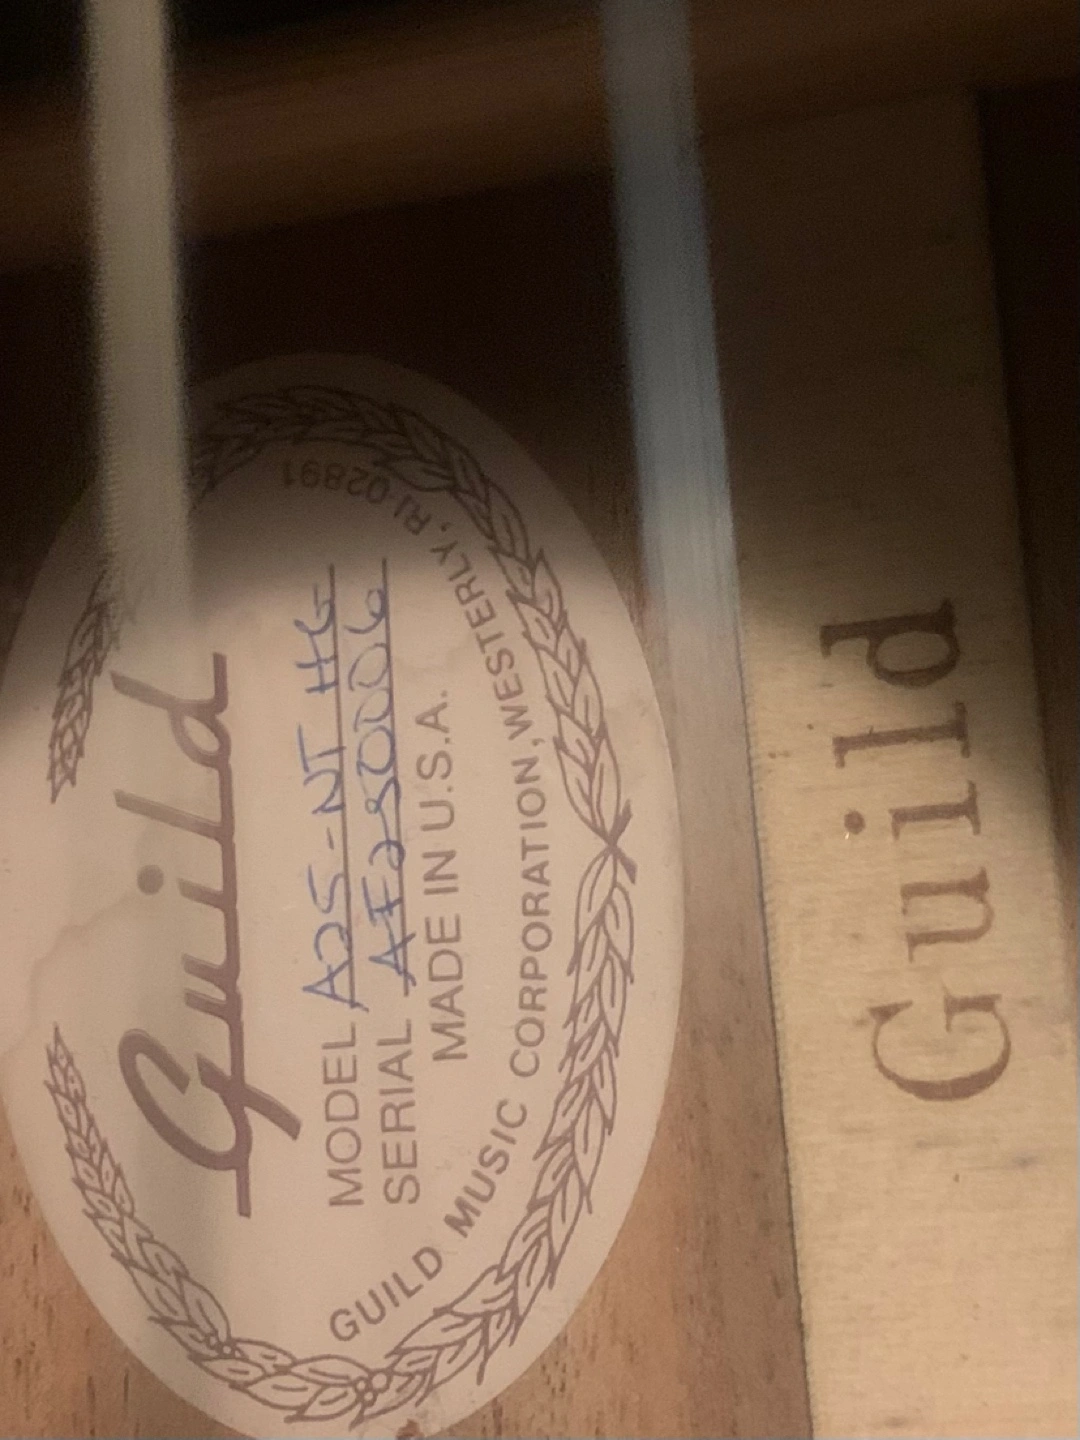 Guild
MODEL A25-NT HG
SERIAL AF250006
MADE IN U.S.A.
GUILD MUSIC CORPORATION, WESTERLY, RI 02891
Guild